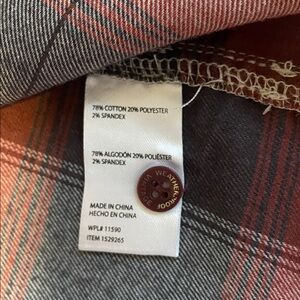 78% COTTON 20% POLYESTER
2% SPANDEX
78% ALGODÓN 20% POLIÉSTER
2% SPANDEX
MADE IN CHINA
HECHO EN CHINA
WPL# 11590
ITEM 1529265
WEATHERPROOF